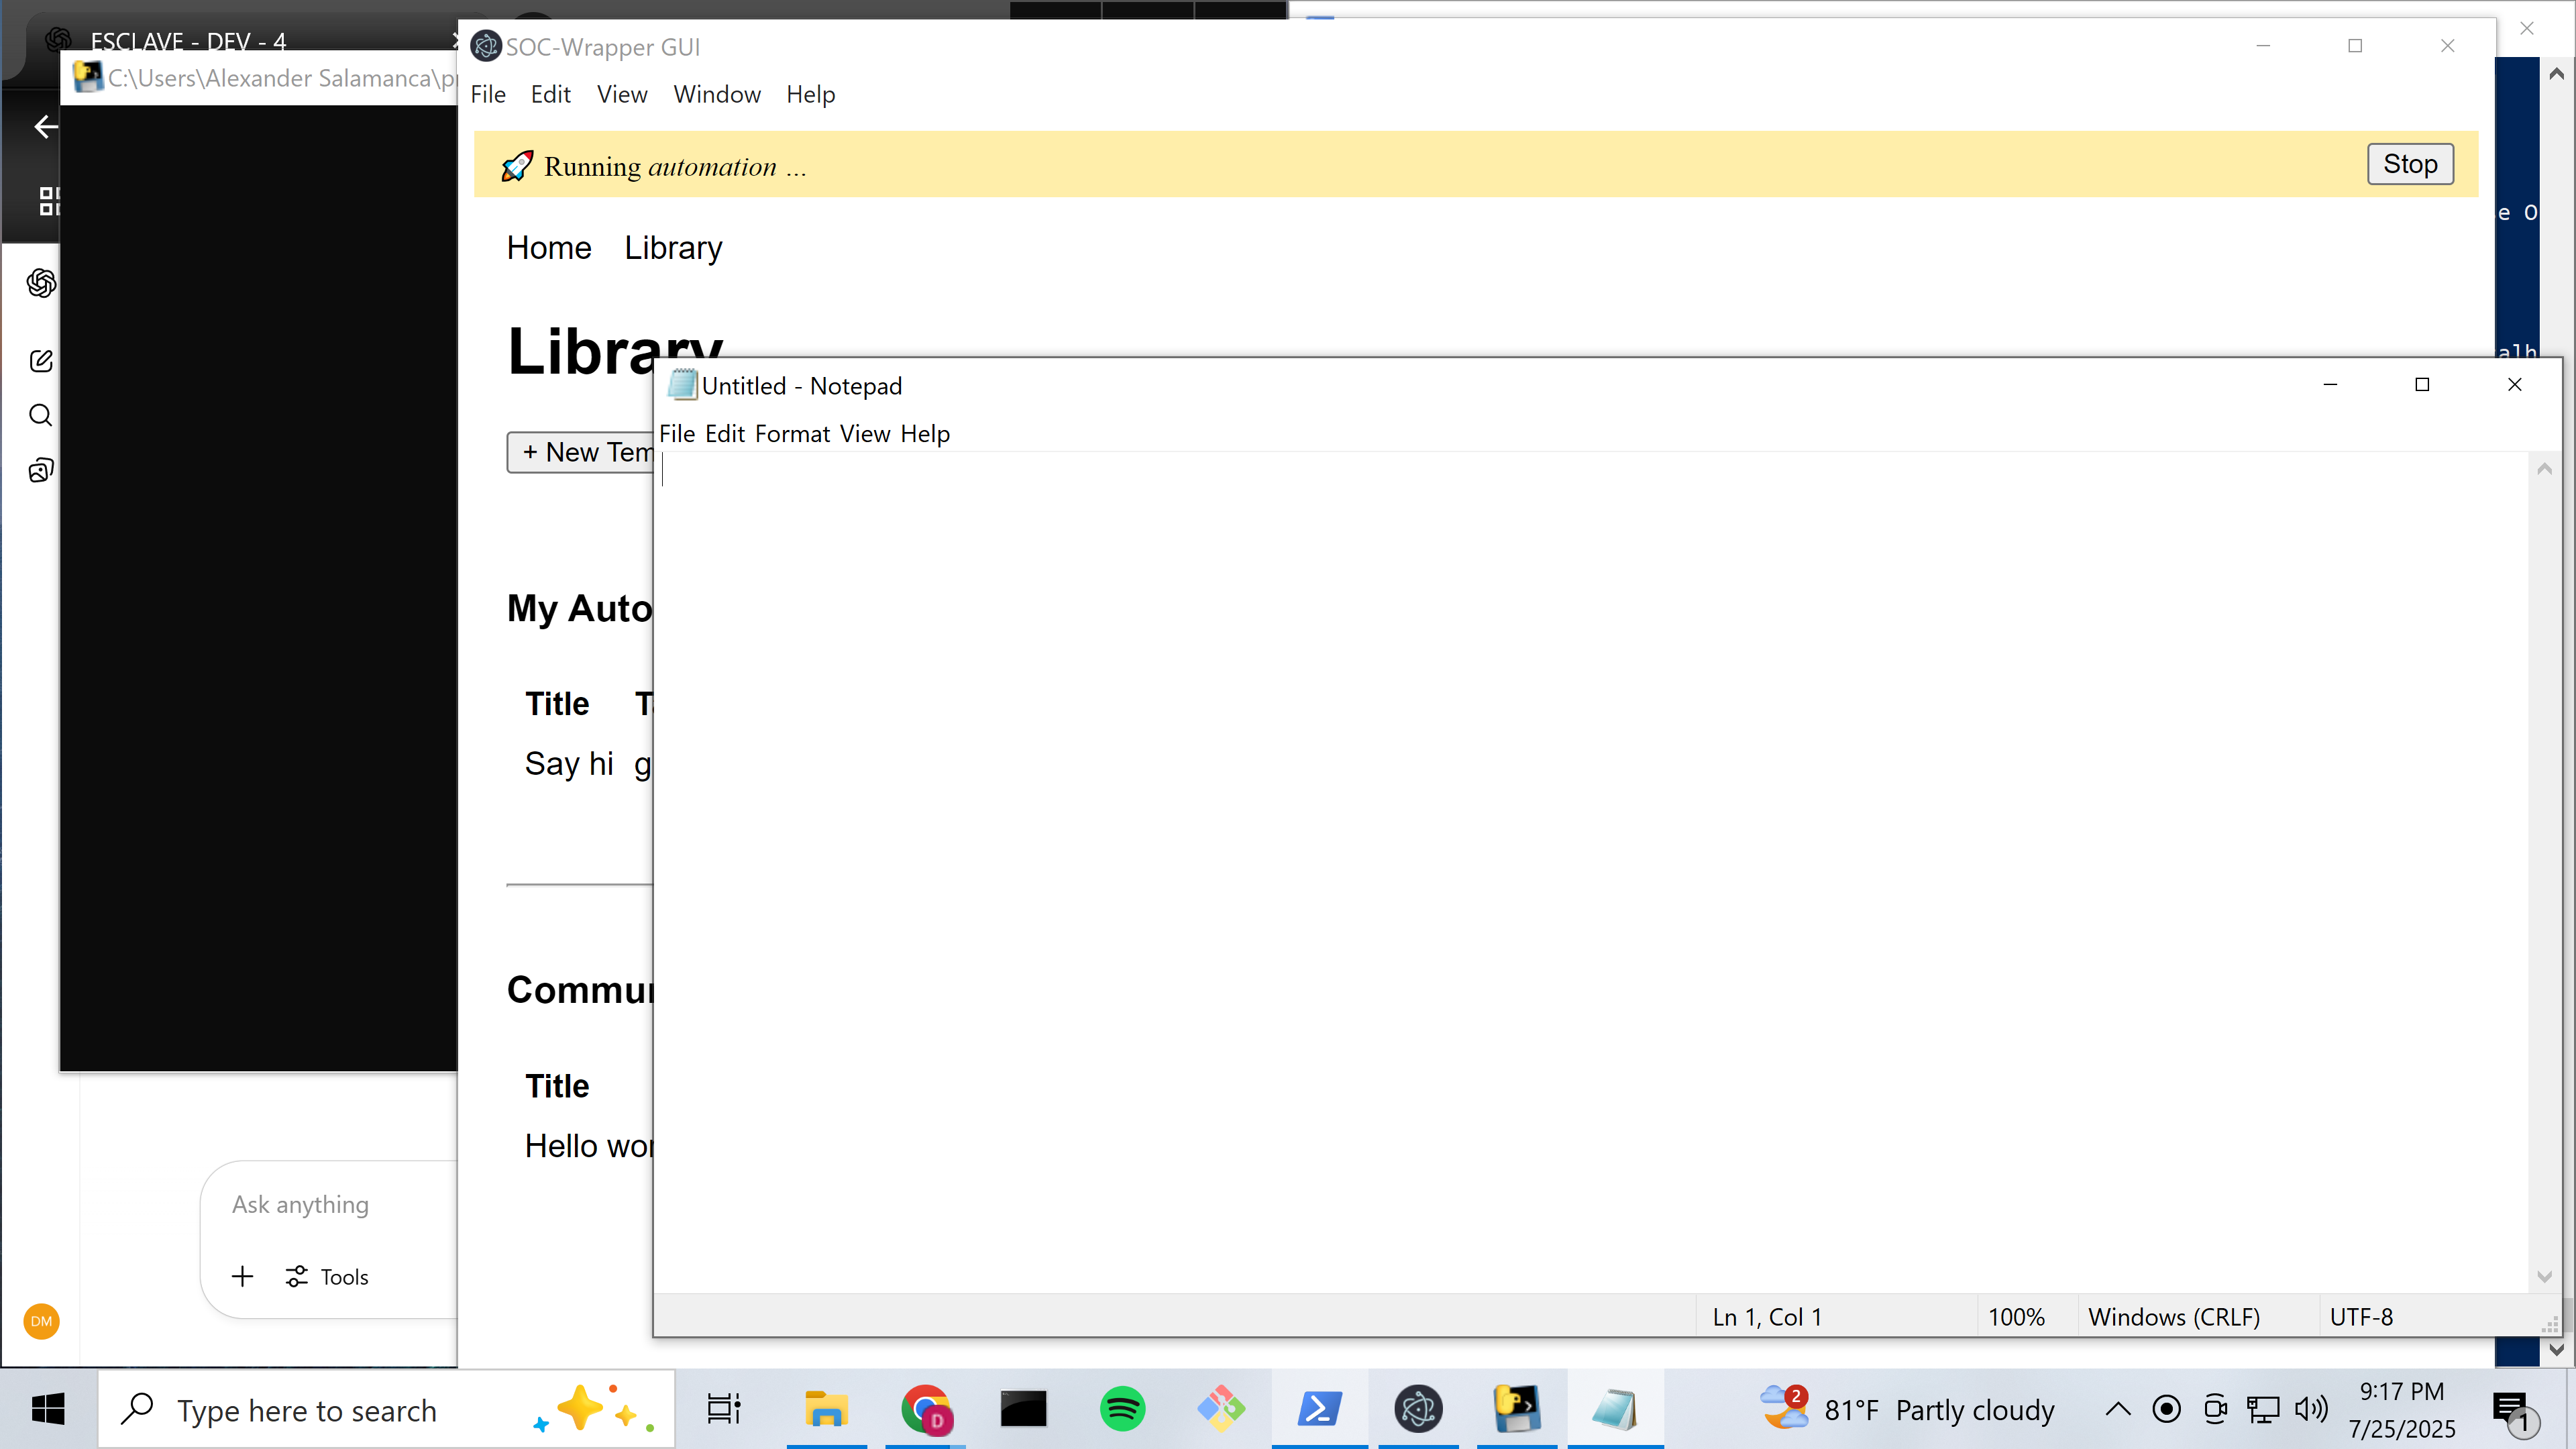 ESCLAVE - DEV - 4
C:\Users\Alexander Salamanca\pr
SOC-Wrapper GUI
File Edit View Window Help
🚀 Running automation ...
Stop
Home Library
Library
+ New Tem
My Auto
Title
Say hi g
Commun
Title
Hello wor
Untitled - Notepad
File Edit Format View Help
Ln 1, Col 1
100%
Windows (CRLF)
UTF-8
e O
alh
Ask anything
Tools
DM
Type here to search
D
2
81°F Partly cloudy
9:17 PM
7/25/2025
1